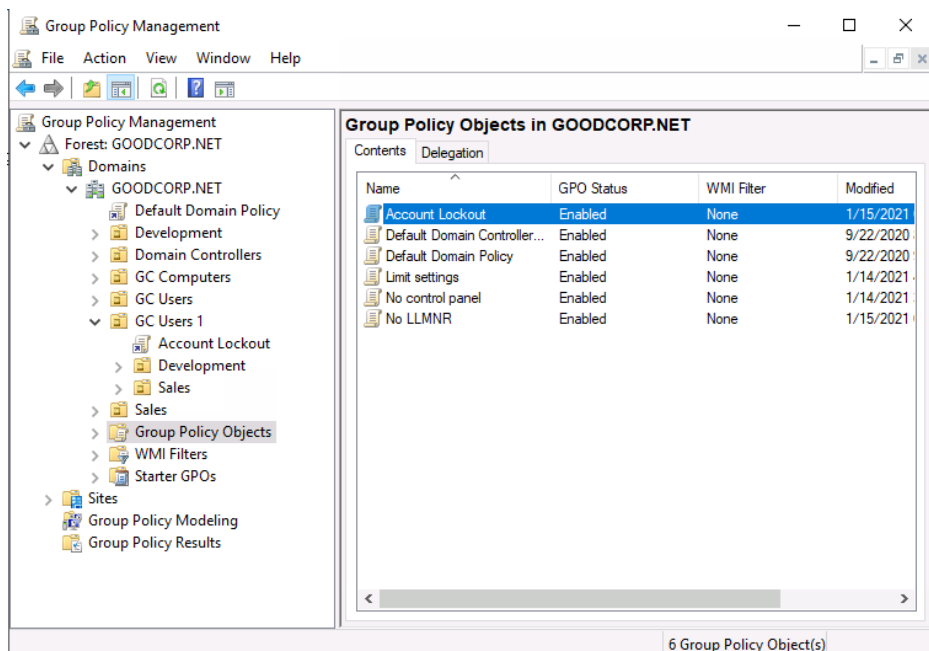 Group Policy Management
File Action View Window Help
Group Policy Management
Forest: GOODCORP.NET
Domains
GOODCORP.NET
Default Domain Policy
Development
Domain Controllers
GC Computers
GC Users
GC Users 1
Account Lockout
Development
Sales
Sales
Group Policy Objects
WMI Filters
Starter GPOs
Sites
Group Policy Modeling
Group Policy Results
Group Policy Objects in GOODCORP.NET
Contents Delegation
Name GPO Status WMI Filter Modified
Account Lockout Enabled None 1/15/2021
Default Domain Controller... Enabled None 9/22/2020
Default Domain Policy Enabled None 9/22/2020
Limit settings Enabled None 1/14/2021
No control panel Enabled None 1/14/2021
No LLMNR Enabled None 1/15/2021
6 Group Policy Object(s)